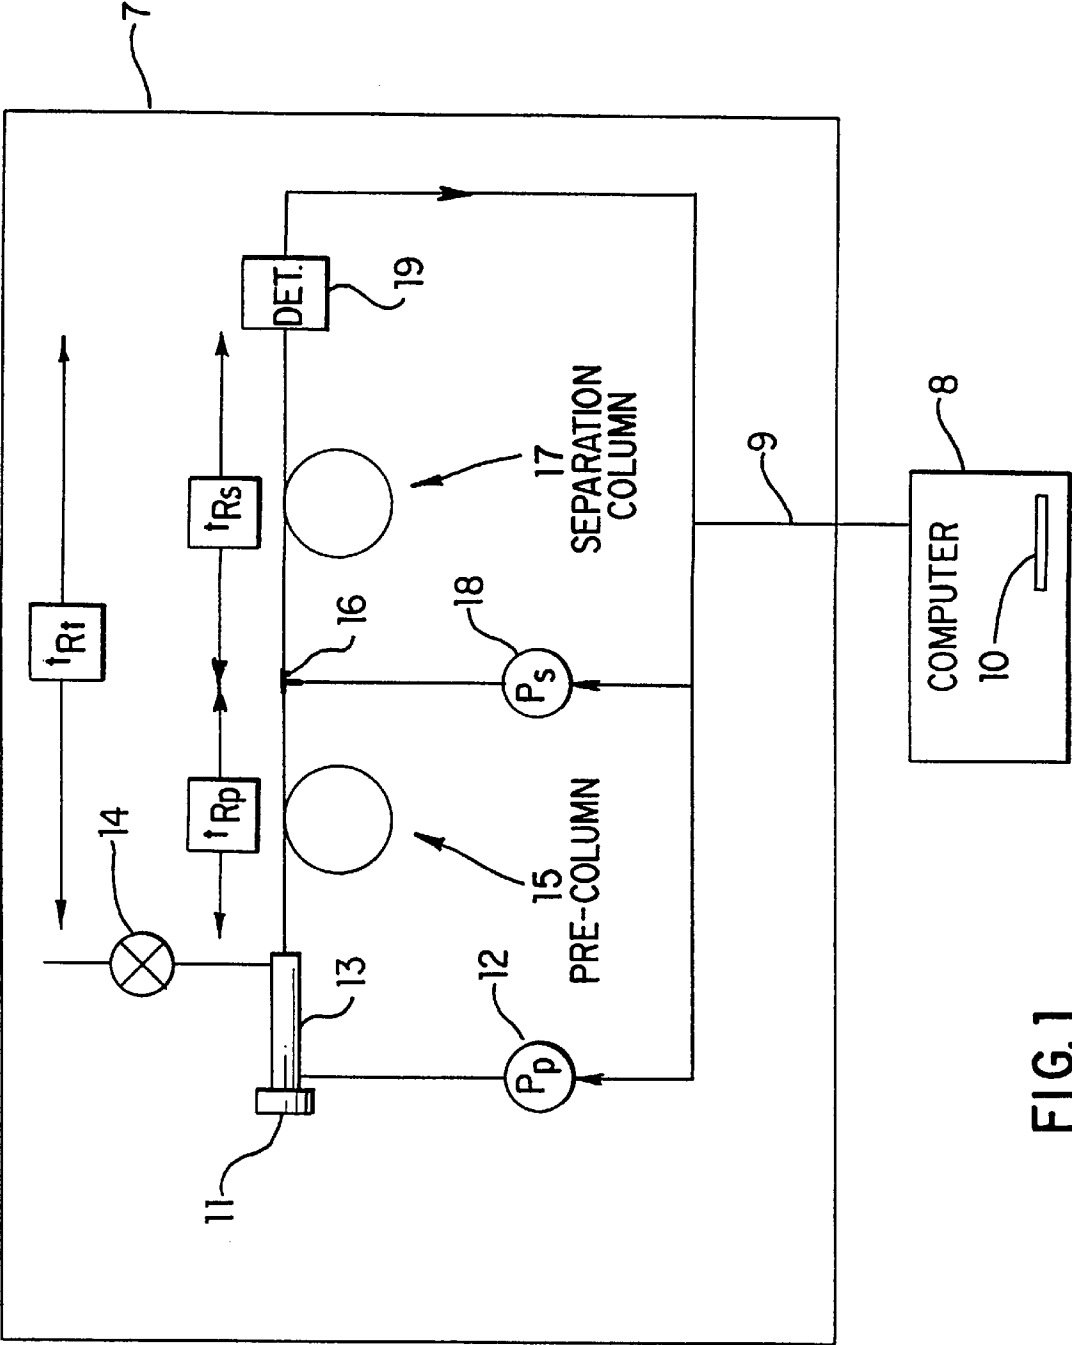 7
tRt
14
tRp
tRs
DET.
19
11
13
16
15
PRE-COLUMN
17
SEPARATION
COLUMN
12
Pp
18
Ps
9
8
COMPUTER
10
FIG.1